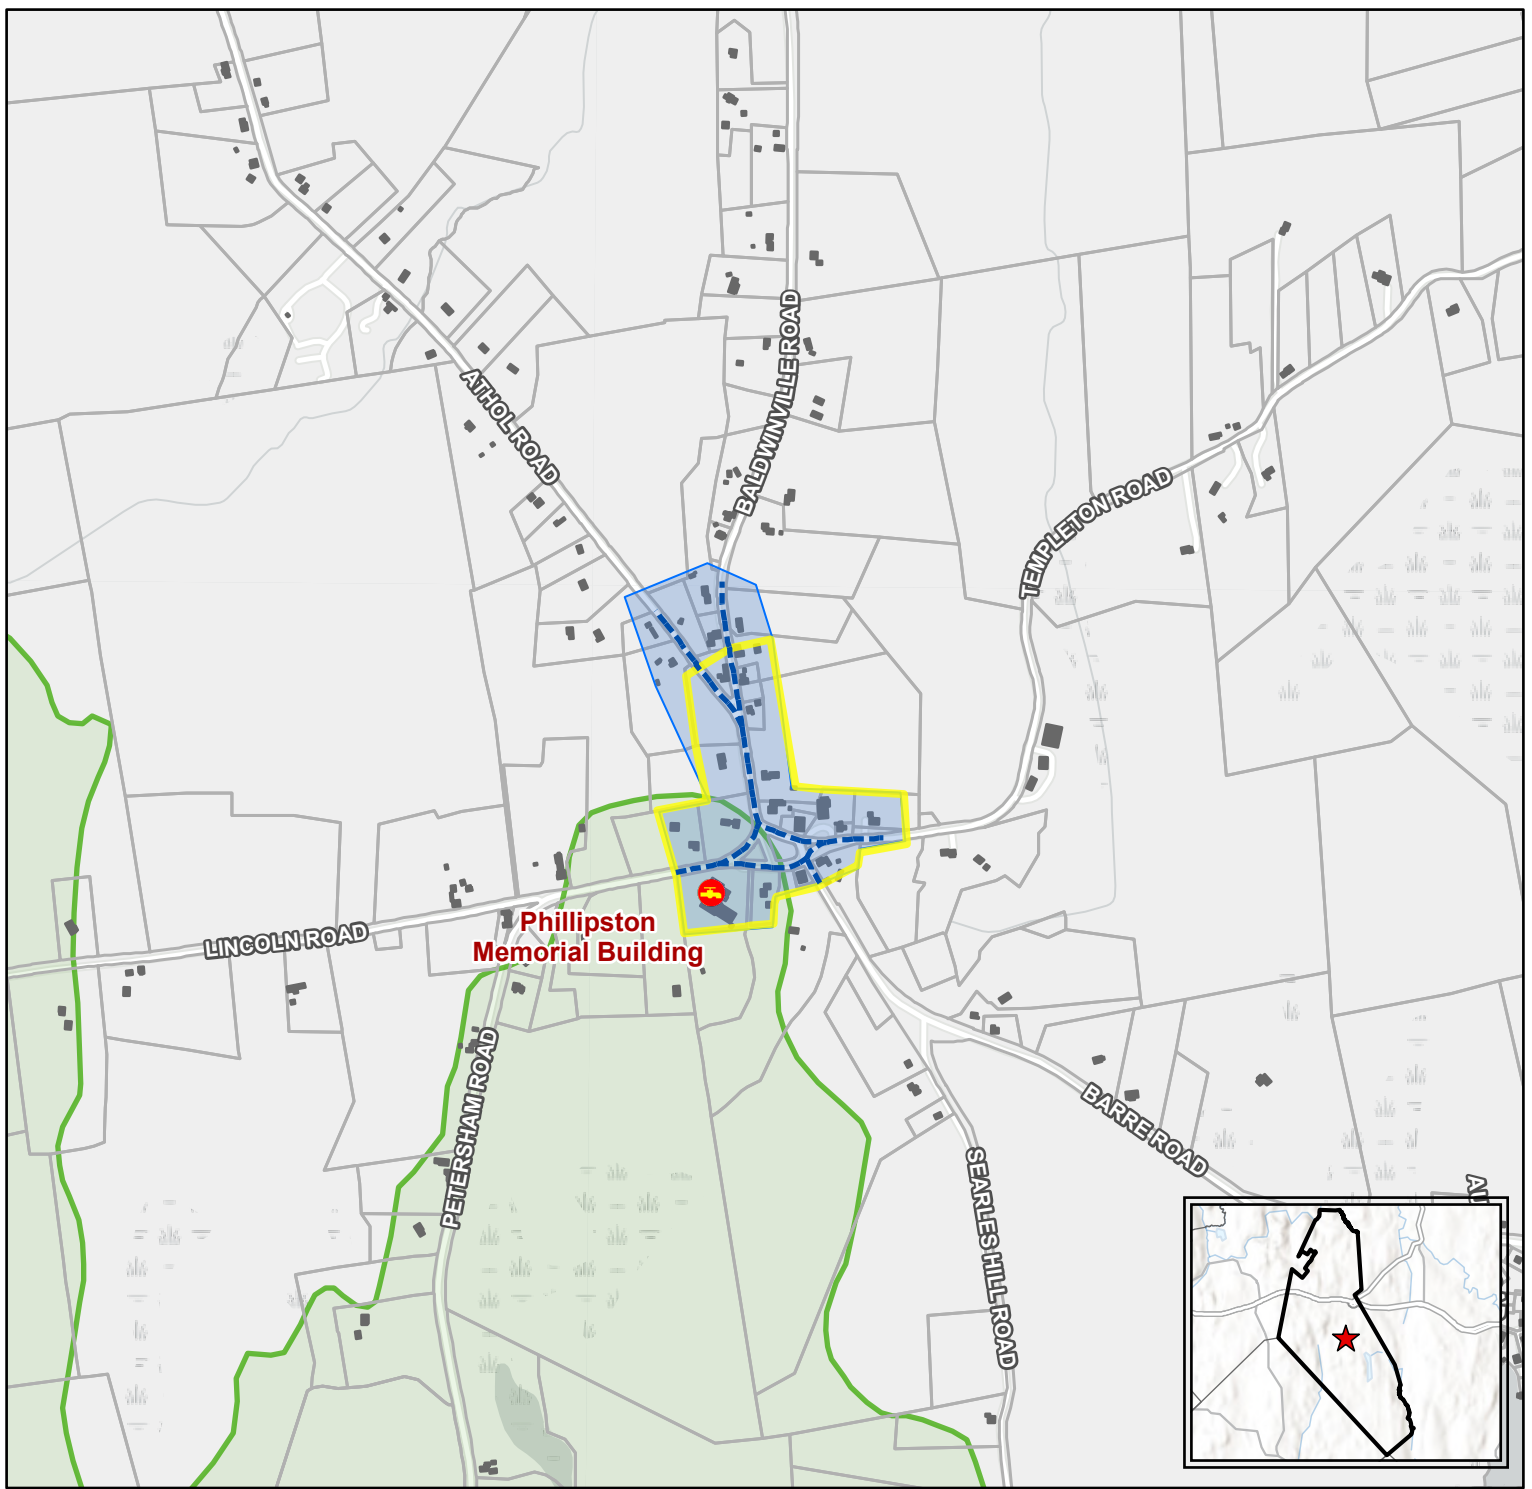 ATHOL ROAD
BALDWINVILLE ROAD
TEMPLETON ROAD
LINCOLN ROAD
Phillipston
Memorial Building
PETERSHAM ROAD
BARRE ROAD
SEARLES HILL ROAD